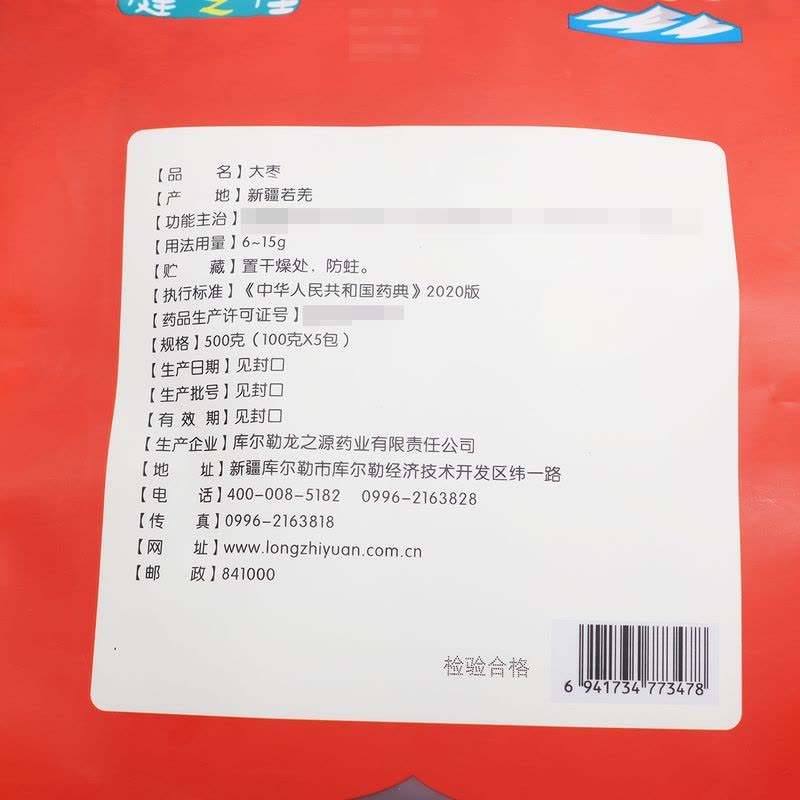 健之佳
【品 名】大枣
【产 地】新疆若羌
【功能主治】
【用法用量】6~15g
【贮 藏】置干燥处，防蛀。
【执行标准】《中华人民共和国药典》2020版
【药品生产许可证号】
【规格】500克（100克X5包）
【生产日期】见封口
【生产批号】见封口
【有 效 期】见封口
【生产企业】库尔勒龙之源药业有限责任公司
【地 址】新疆库尔勒市库尔勒经济技术开发区纬一路
【电 话】400-008-5182 0996-2163828
【传 真】0996-2163818
【网 址】www.longzhiyuan.com.cn
【邮 政】841000
检验合格
6 941734 773478